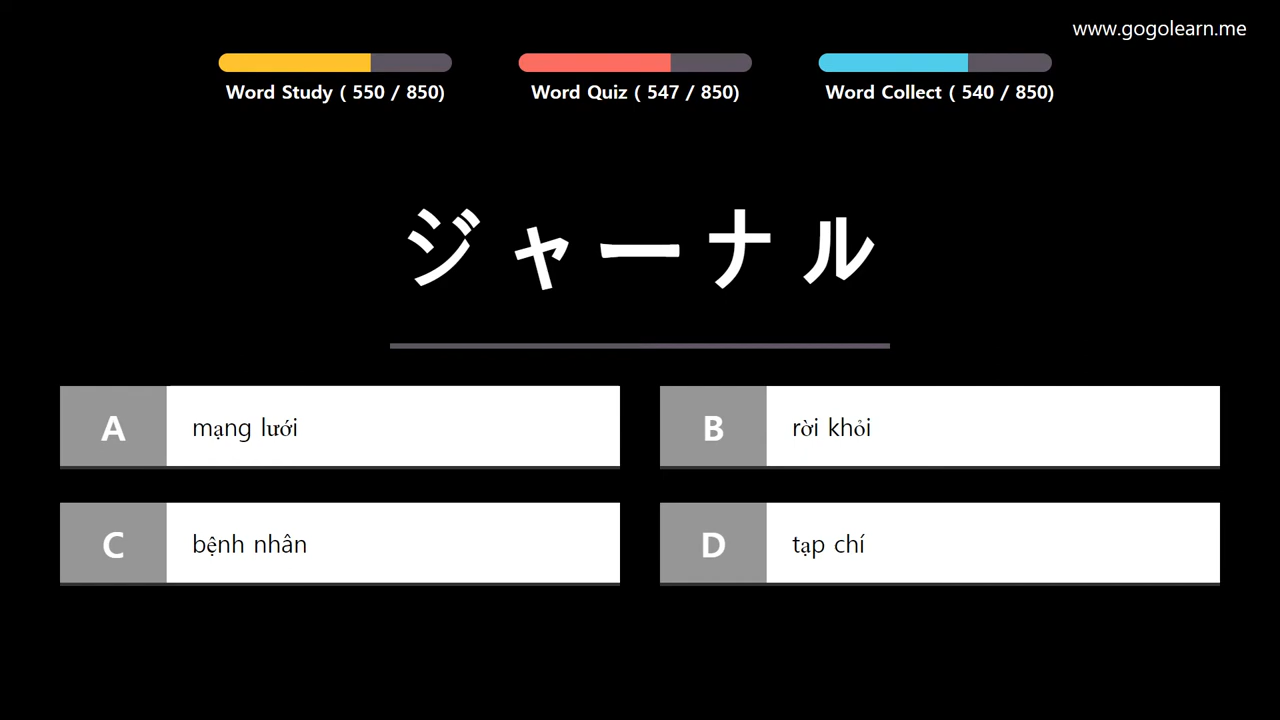 www.gogolearn.me
Word Study ( 550 / 850)
Word Quiz ( 547 / 850)
Word Collect ( 540 / 850)
ジャーナル
A mạng lưới
B rời khỏi
C bệnh nhân
D tạp chí